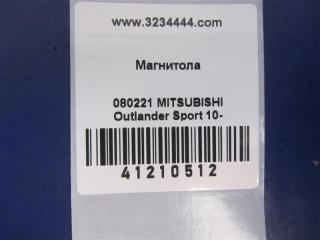 www.3234444.com
Магнитола
080221 MITSUBISHI
Outlander Sport 10-
41210512